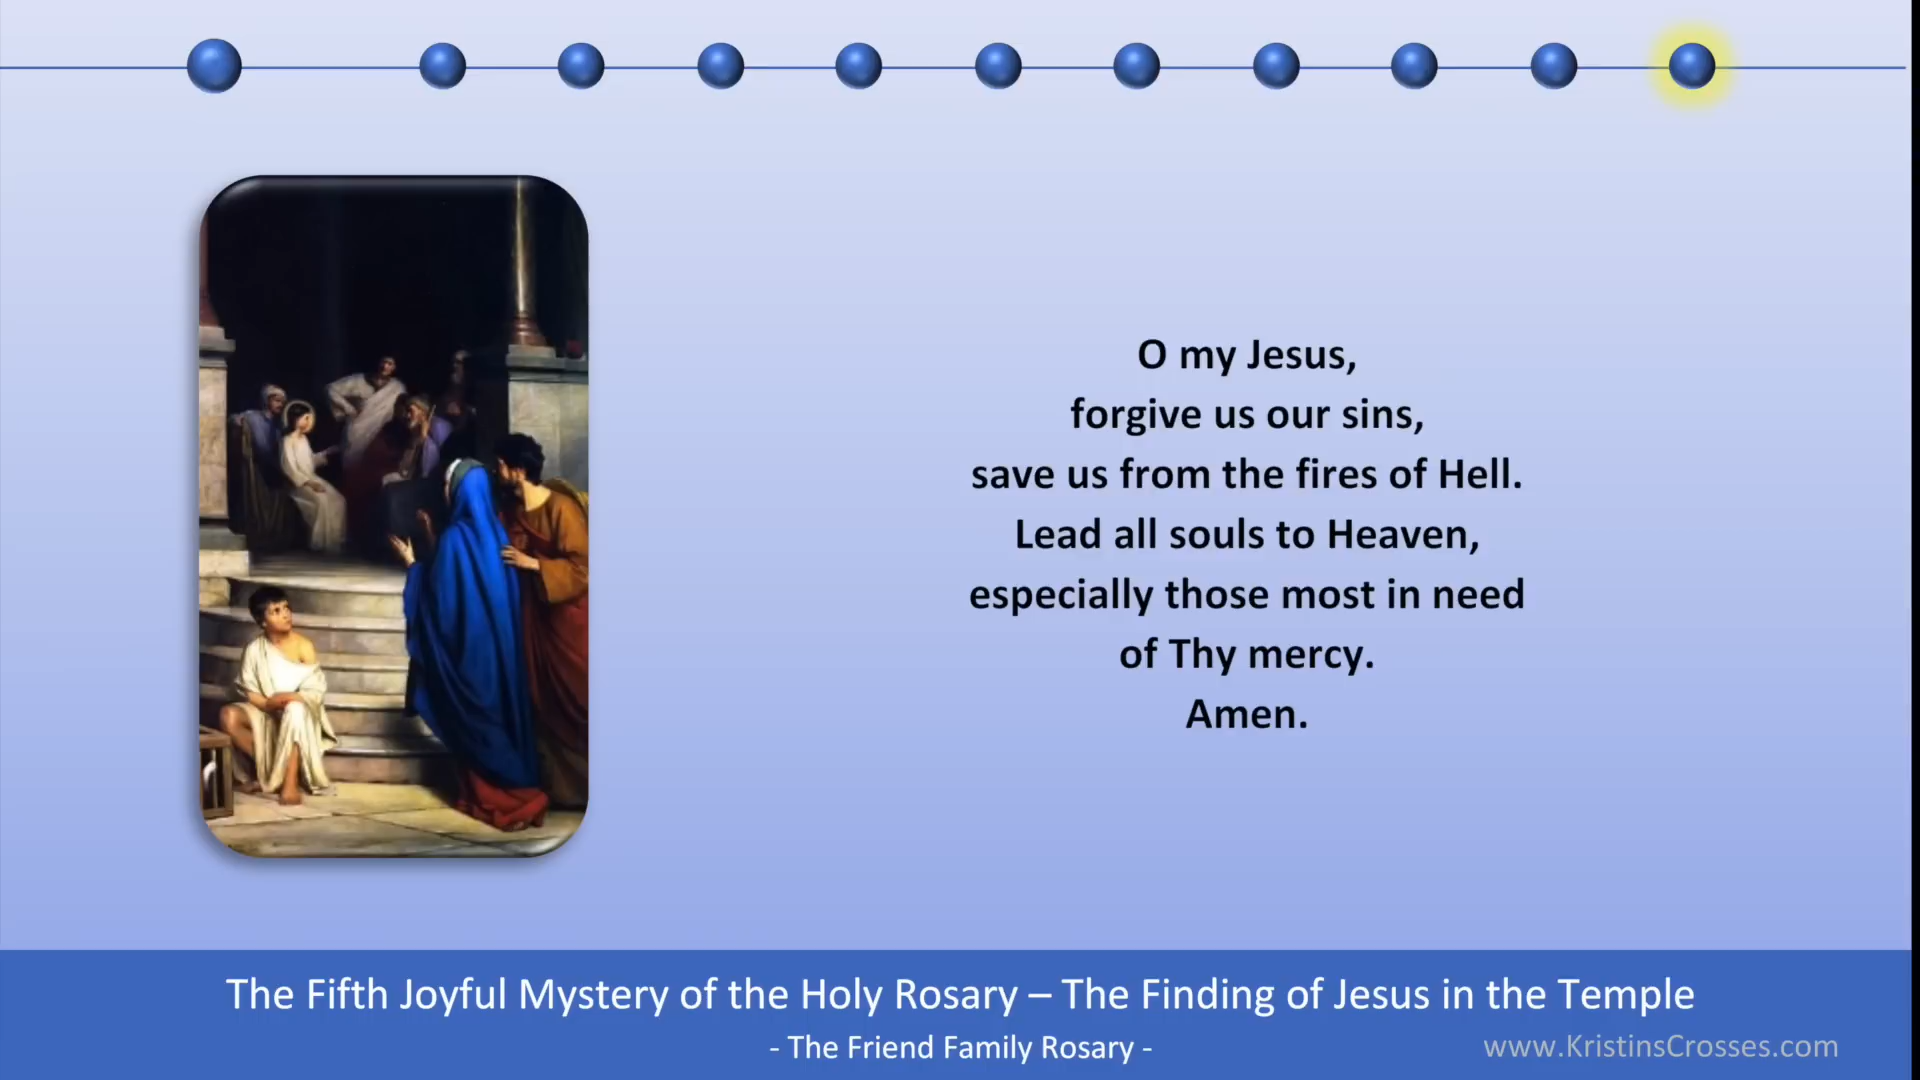 O my Jesus,
forgive us our sins,
save us from the fires of Hell.
Lead all souls to Heaven,
especially those most in need
of Thy mercy.
Amen.
The Fifth Joyful Mystery of the Holy Rosary – The Finding of Jesus in the Temple
- The Friend Family Rosary -
www.KristinsCrosses.com